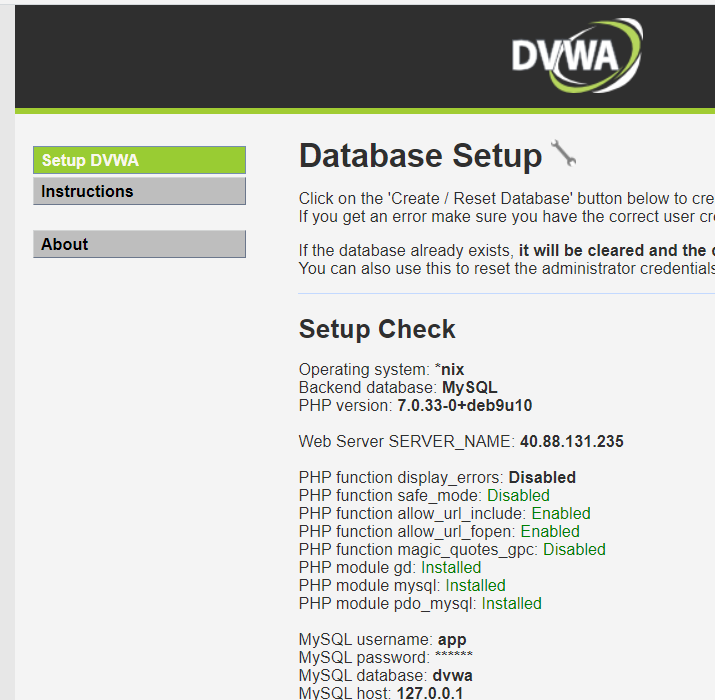 DVWA
Setup DVWA
Instructions
About
Database Setup
Click on the 'Create / Reset Database' button below to cre
If you get an error make sure you have the correct user cr
If the database already exists, it will be cleared and the d
You can also use this to reset the administrator credentials
Setup Check
Operating system: *nix
Backend database: MySQL
PHP version: 7.0.33-0+deb9u10
Web Server SERVER_NAME: 40.88.131.235
PHP function display_errors: Disabled
PHP function safe_mode: Disabled
PHP function allow_url_include: Enabled
PHP function allow_url_fopen: Enabled
PHP function magic_quotes_gpc: Disabled
PHP module gd: Installed
PHP module mysql: Installed
PHP module pdo_mysql: Installed
MySQL username: app
MySQL password: ******
MySQL database: dvwa
MySQL host: 127.0.0.1